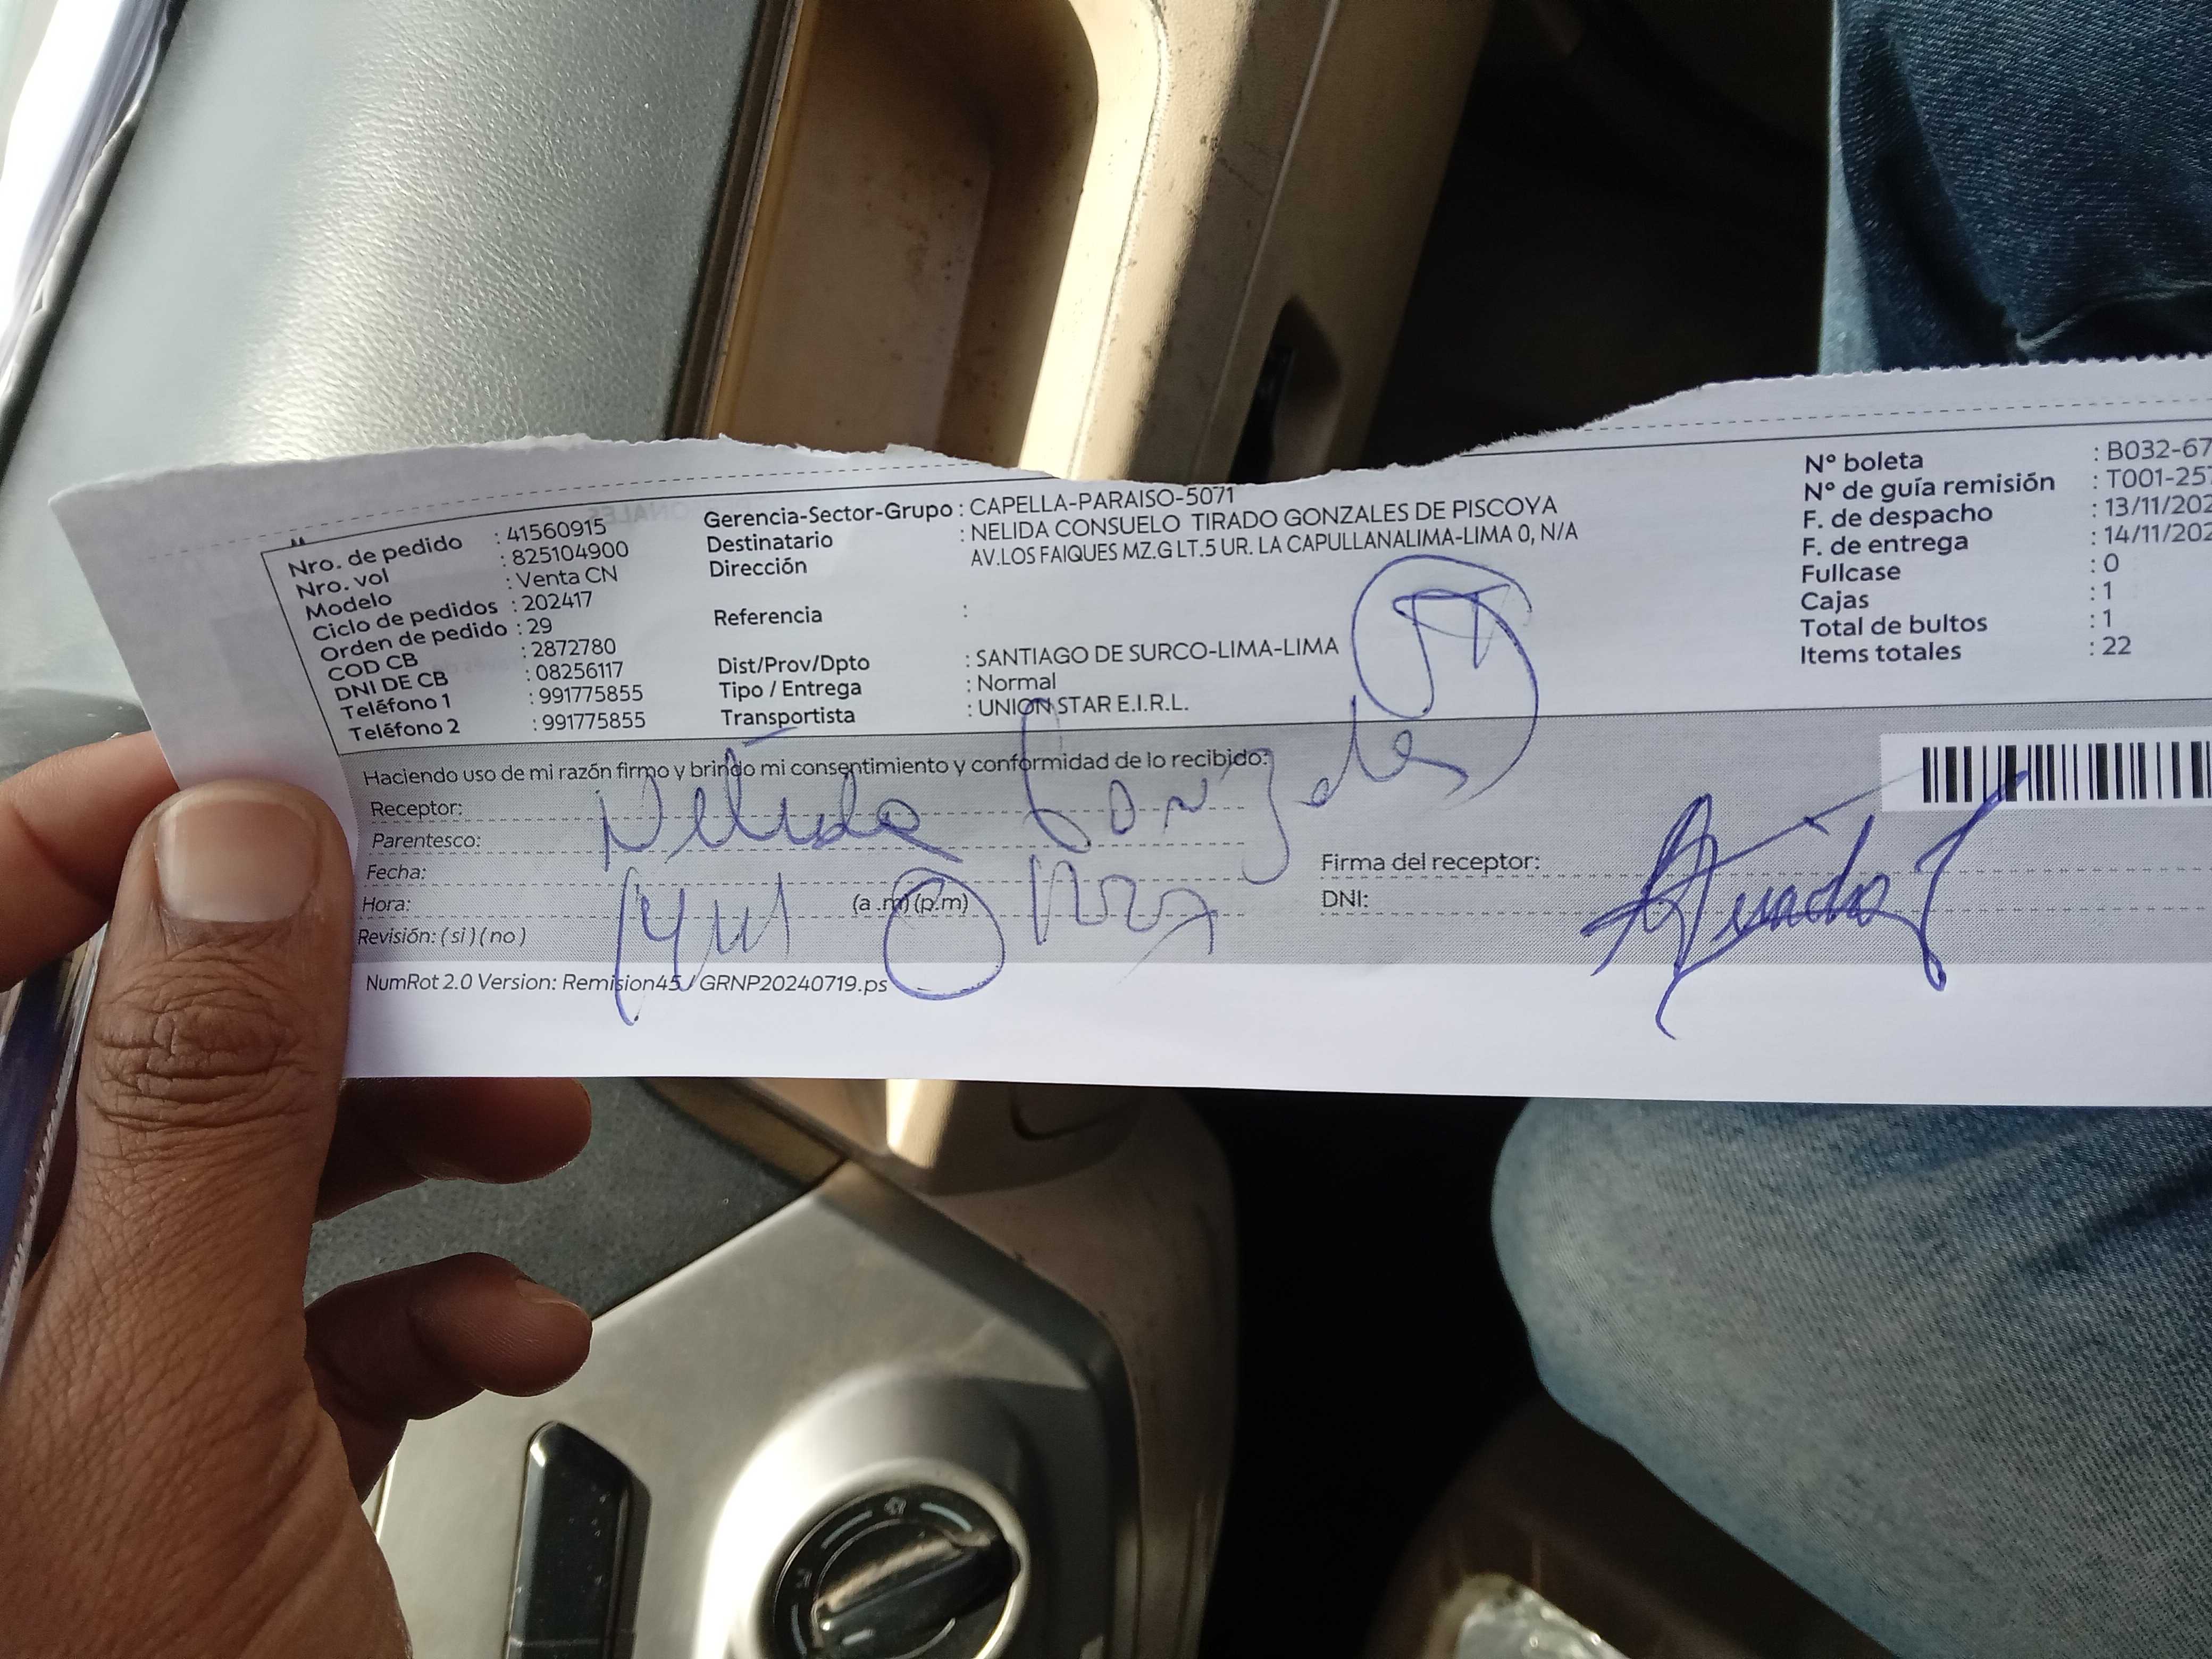 Nro. de pedido : 41560915
Nro. vol : 825104900
Modelo : Venta CN
Ciclo de pedidos : 202417
Orden de pedido : 29
COD CB : 2872780
DNI DE CB : 08256117
Teléfono 1 : 991775855
Teléfono 2 : 991775855
Gerencia-Sector-Grupo : CAPELLA-PARAISO-5071
Destinatario : NELIDA CONSUELO TIRADO GONZALES DE PISCOYA
Dirección AV.LOS FAIQUES MZ.G LT.5 UR. LA CAPULLANALIMA-LIMA 0, N/A
Referencia :
Dist/Prov/Dpto : SANTIAGO DE SURCO-LIMA-LIMA
Tipo / Entrega : Normal
Transportista : UNION STAR E.I.R.L.
N° boleta : B032-67
N° de guía remisión : T001-257
F. de despacho : 13/11/202
F. de entrega : 14/11/202
Fullcase : 0
Cajas : 1
Total de bultos : 1
Items totales : 22
Haciendo uso de mi razón firmo y brindo mi consentimiento y conformidad de lo recibido:
Receptor: Nelida Gonzales
Parentesco:
Fecha:
Hora: (a .m) (p.m)
Revisión: ( si ) ( no )
Firma del receptor:
DNI:
NumRot 2.0 Version: Remision45 / GRNP20240719.ps